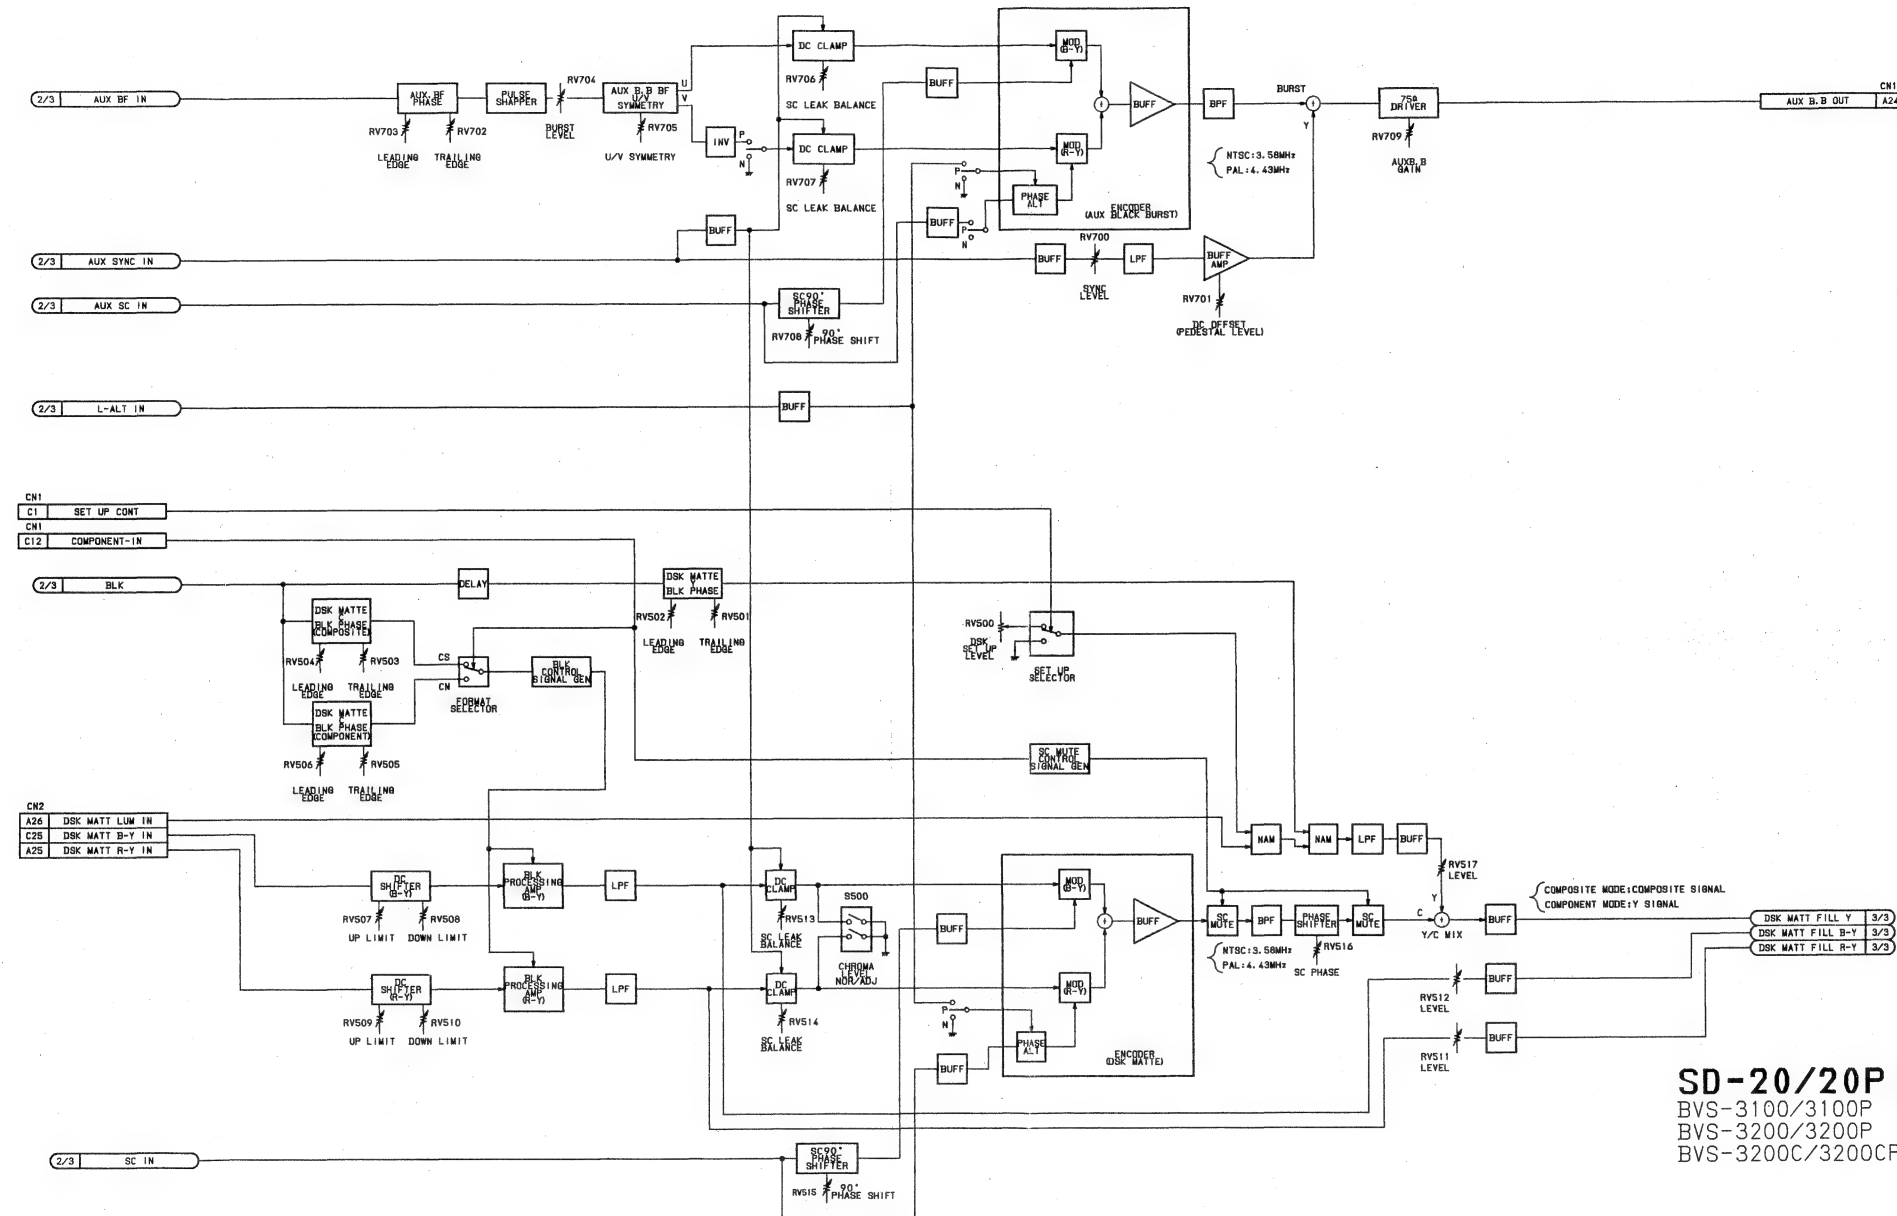 2/3 AUX BF IN
AUX.BF
PHASE
RV703
RV702
LEADING
EDGE
TRAILING
EDGE
PULSE
SHAPPER
RV704
BURST
LEVEL
AUX B.B BF
U/V
SYMMETRY
U
V
RV705
U/V SYMMETRY
INV
P
N
DC CLAMP
RV706
SC LEAK BALANCE
DC CLAMP
RV707
SC LEAK BALANCE
BUFF
MOD
(B-Y)
MOD
(R-Y)
BUFF
PHASE
ALT
ENCODER
(AUX BLACK BURST)
P
N
BUFF
P
N
BPF
NTSC:3.58MHz
PAL:4.43MHz
BURST
Y
75Ω
DRIVER
RV709
AUXB.B
GAIN
CN1
AUX B.B OUT A24
BUFF
2/3 AUX SYNC IN
BUFF
RV700
SYNC
LEVEL
LPF
BUFF
AMP
RV701
DC OFFSET
(PEDESTAL LEVEL)
2/3 AUX SC IN
SC90°
PHASE
SHIFTER
RV708
90°
PHASE SHIFT
2/3 L-ALT IN
BUFF
CN1
C1 SET UP CONT
CN1
C12 COMPONENT-IN
2/3 BLK
DELAY
DSK MATTE
Y
BLK PHASE
RV502
RV501
LEADING
EDGE
TRAILING
EDGE
DSK MATTE
C
BLK PHASE
(COMPOSITE)
RV504
RV503
LEADING
EDGE
TRAILING
EDGE
DSK MATTE
C
BLK PHASE
(COMPONENT)
RV506
RV505
LEADING
EDGE
TRAILING
EDGE
CS
CN
FORMAT
SELECTOR
BLK
CONTROL
SIGNAL GEN
RV500
DSK
SET UP
LEVEL
SET UP
SELECTOR
SC MUTE
CONTROL
SIGNAL GEN
CN2
A26 DSK MATT LUM IN
C25 DSK MATT B-Y IN
A25 DSK MATT R-Y IN
DC
SHIFTER
(B-Y)
RV507
RV508
UP LIMIT
DOWN LIMIT
BLK
PROCESSING
AMP
(B-Y)
LPF
DC
CLAMP
RV513
SC LEAK
BALANCE
S500
CHROMA
LEVEL
NOR/ADJ
DC
SHIFTER
(R-Y)
RV509
RV510
UP LIMIT
DOWN LIMIT
BLK
PROCESSING
AMP
(R-Y)
LPF
DC
CLAMP
RV514
SC LEAK
BALANCE
BUFF
P
N
BUFF
MOD
(B-Y)
MOD
(R-Y)
PHASE
ALT
BUFF
ENCODER
(DSK MATTE)
SC
MUTE
BPF
PHASE
SHIFTER
SC
MUTE
RV516
SC PHASE
NTSC:3.58MHz
PAL:4.43MHz
NAM
NAM
LPF
BUFF
RV517
LEVEL
Y
C
Y/C MIX
BUFF
COMPOSITE MODE:COMPOSITE SIGNAL
COMPONENT MODE:Y SIGNAL
DSK MATT FILL Y 3/3
DSK MATT FILL B-Y 3/3
DSK MATT FILL R-Y 3/3
RV512
LEVEL
BUFF
RV511
LEVEL
BUFF
2/3 SC IN
SC90°
PHASE
SHIFTER
RV515
90°
PHASE SHIFT
SD-20/20P
BVS-3100/3100P
BVS-3200/3200P
BVS-3200C/3200CP